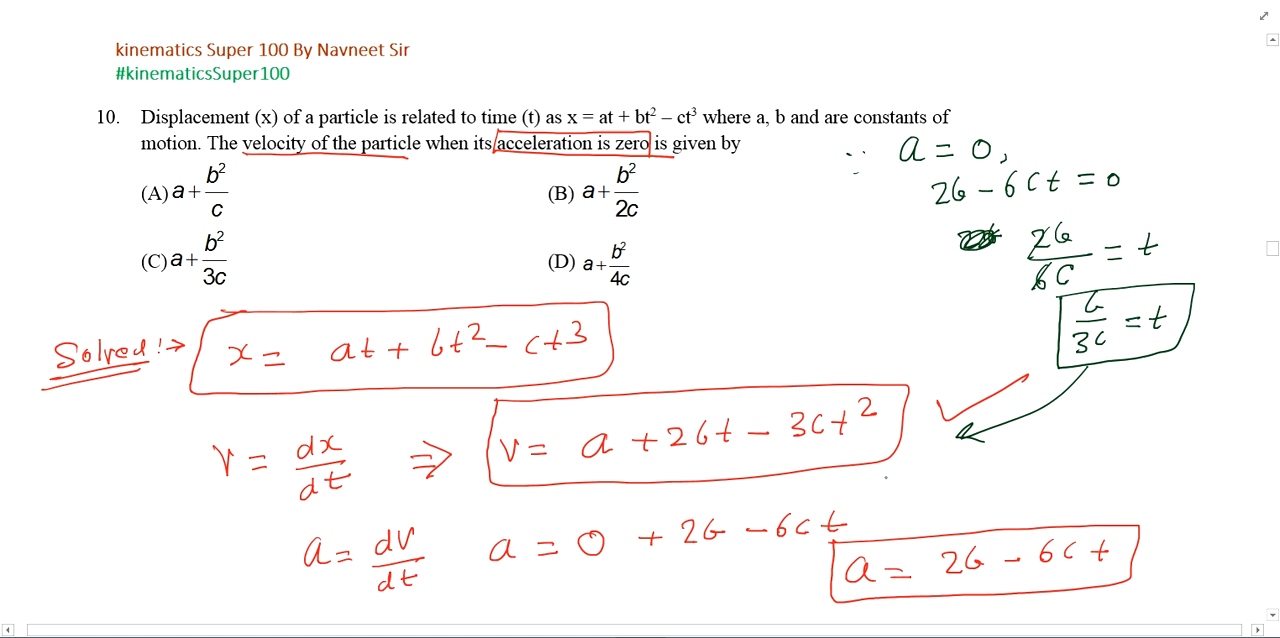 kinematics Super 100 By Navneet Sir
#kinematicsSuper100
10. Displacement (x) of a particle is related to time (t) as x = at + bt² – ct³ where a, b and are constants of
motion. The velocity of the particle when its acceleration is zero is given by
(A) a + b²/c
(B) a + b²/2c
(C) a + b²/3c
(D) a + b²/4c
∴ a = 0,
2b - 6ct = 0
2b/6c = t
b/3c = t
Solved :→ x = at + bt² - ct³
v = dx/dt ⇒ v = a + 2bt - 3ct²
a = dv/dt a = 0 + 2b - 6ct
a = 2b - 6ct